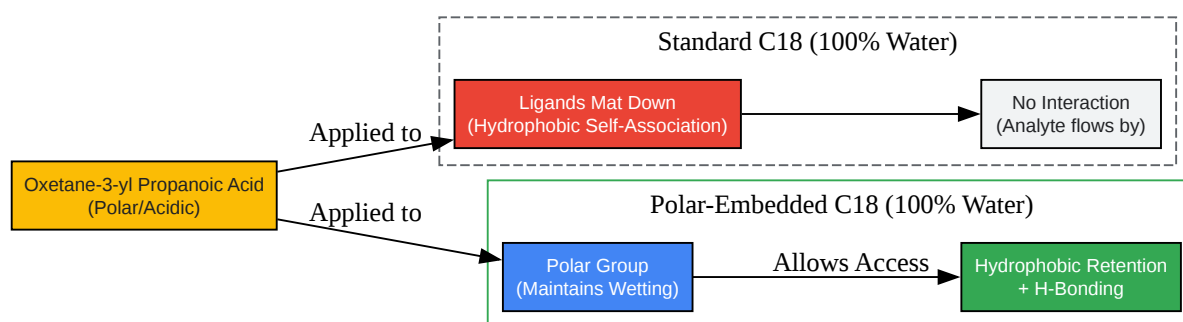 Standard C18 (100% Water)
Ligands Mat Down
(Hydrophobic Self-Association)
No Interaction
(Analyte flows by)
Applied to
Oxetane-3-yl Propanoic Acid
(Polar/Acidic)
Applied to
Polar-Embedded C18 (100% Water)
Polar Group
(Maintains Wetting)
Allows Access
Hydrophobic Retention
+ H-Bonding